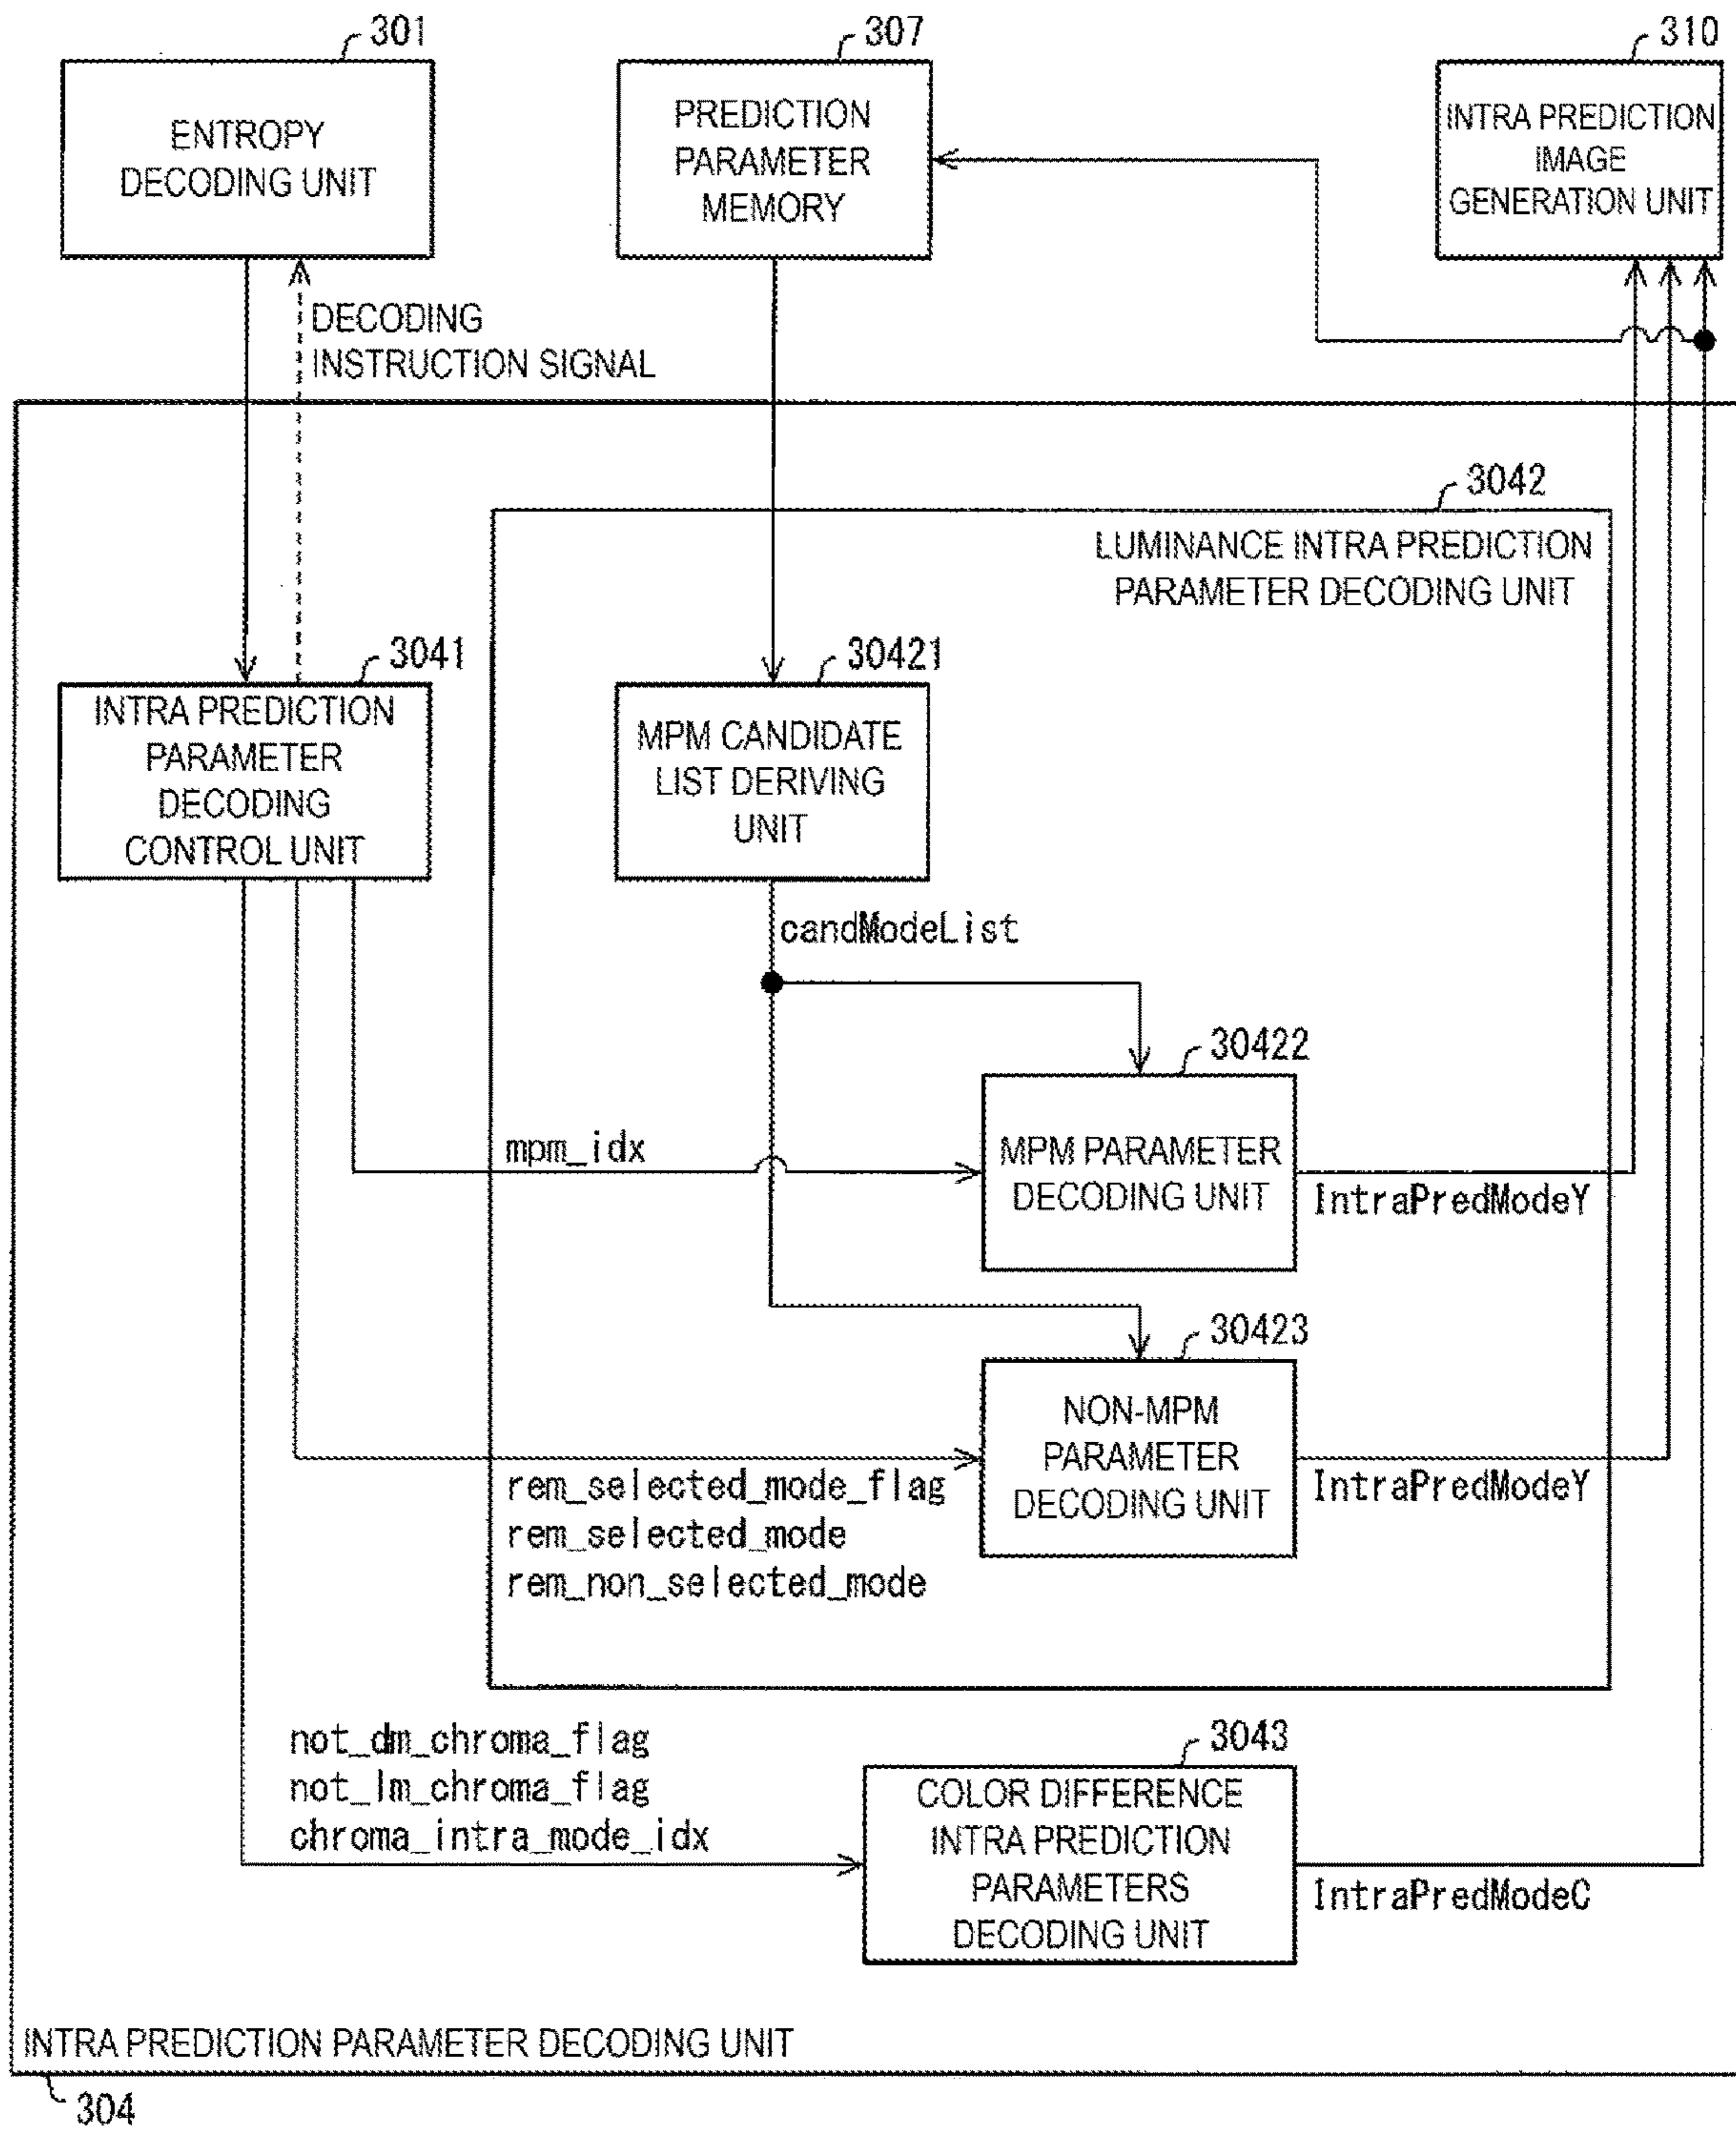 301
ENTROPY
DECODING UNIT
307
PREDICTION
PARAMETER
MEMORY
310
INTRA PREDICTION
IMAGE
GENERATION UNIT
DECODING
INSTRUCTION SIGNAL
3042
LUMINANCE INTRA PREDICTION
PARAMETER DECODING UNIT
3041
INTRA PREDICTION
PARAMETER
DECODING
CONTROL UNIT
30421
MPM CANDIDATE
LIST DERIVING
UNIT
candModeList
30422
MPM PARAMETER
DECODING UNIT
mpm_idx
IntraPredModeY
30423
NON-MPM
PARAMETER
DECODING UNIT
rem_selected_mode_flag
rem_selected_mode
rem_non_selected_mode
IntraPredModeY
not_dm_chroma_flag
not_lm_chroma_flag
chroma_intra_mode_idx
3043
COLOR DIFFERENCE
INTRA PREDICTION
PARAMETERS
DECODING UNIT
IntraPredModeC
INTRA PREDICTION PARAMETER DECODING UNIT
304